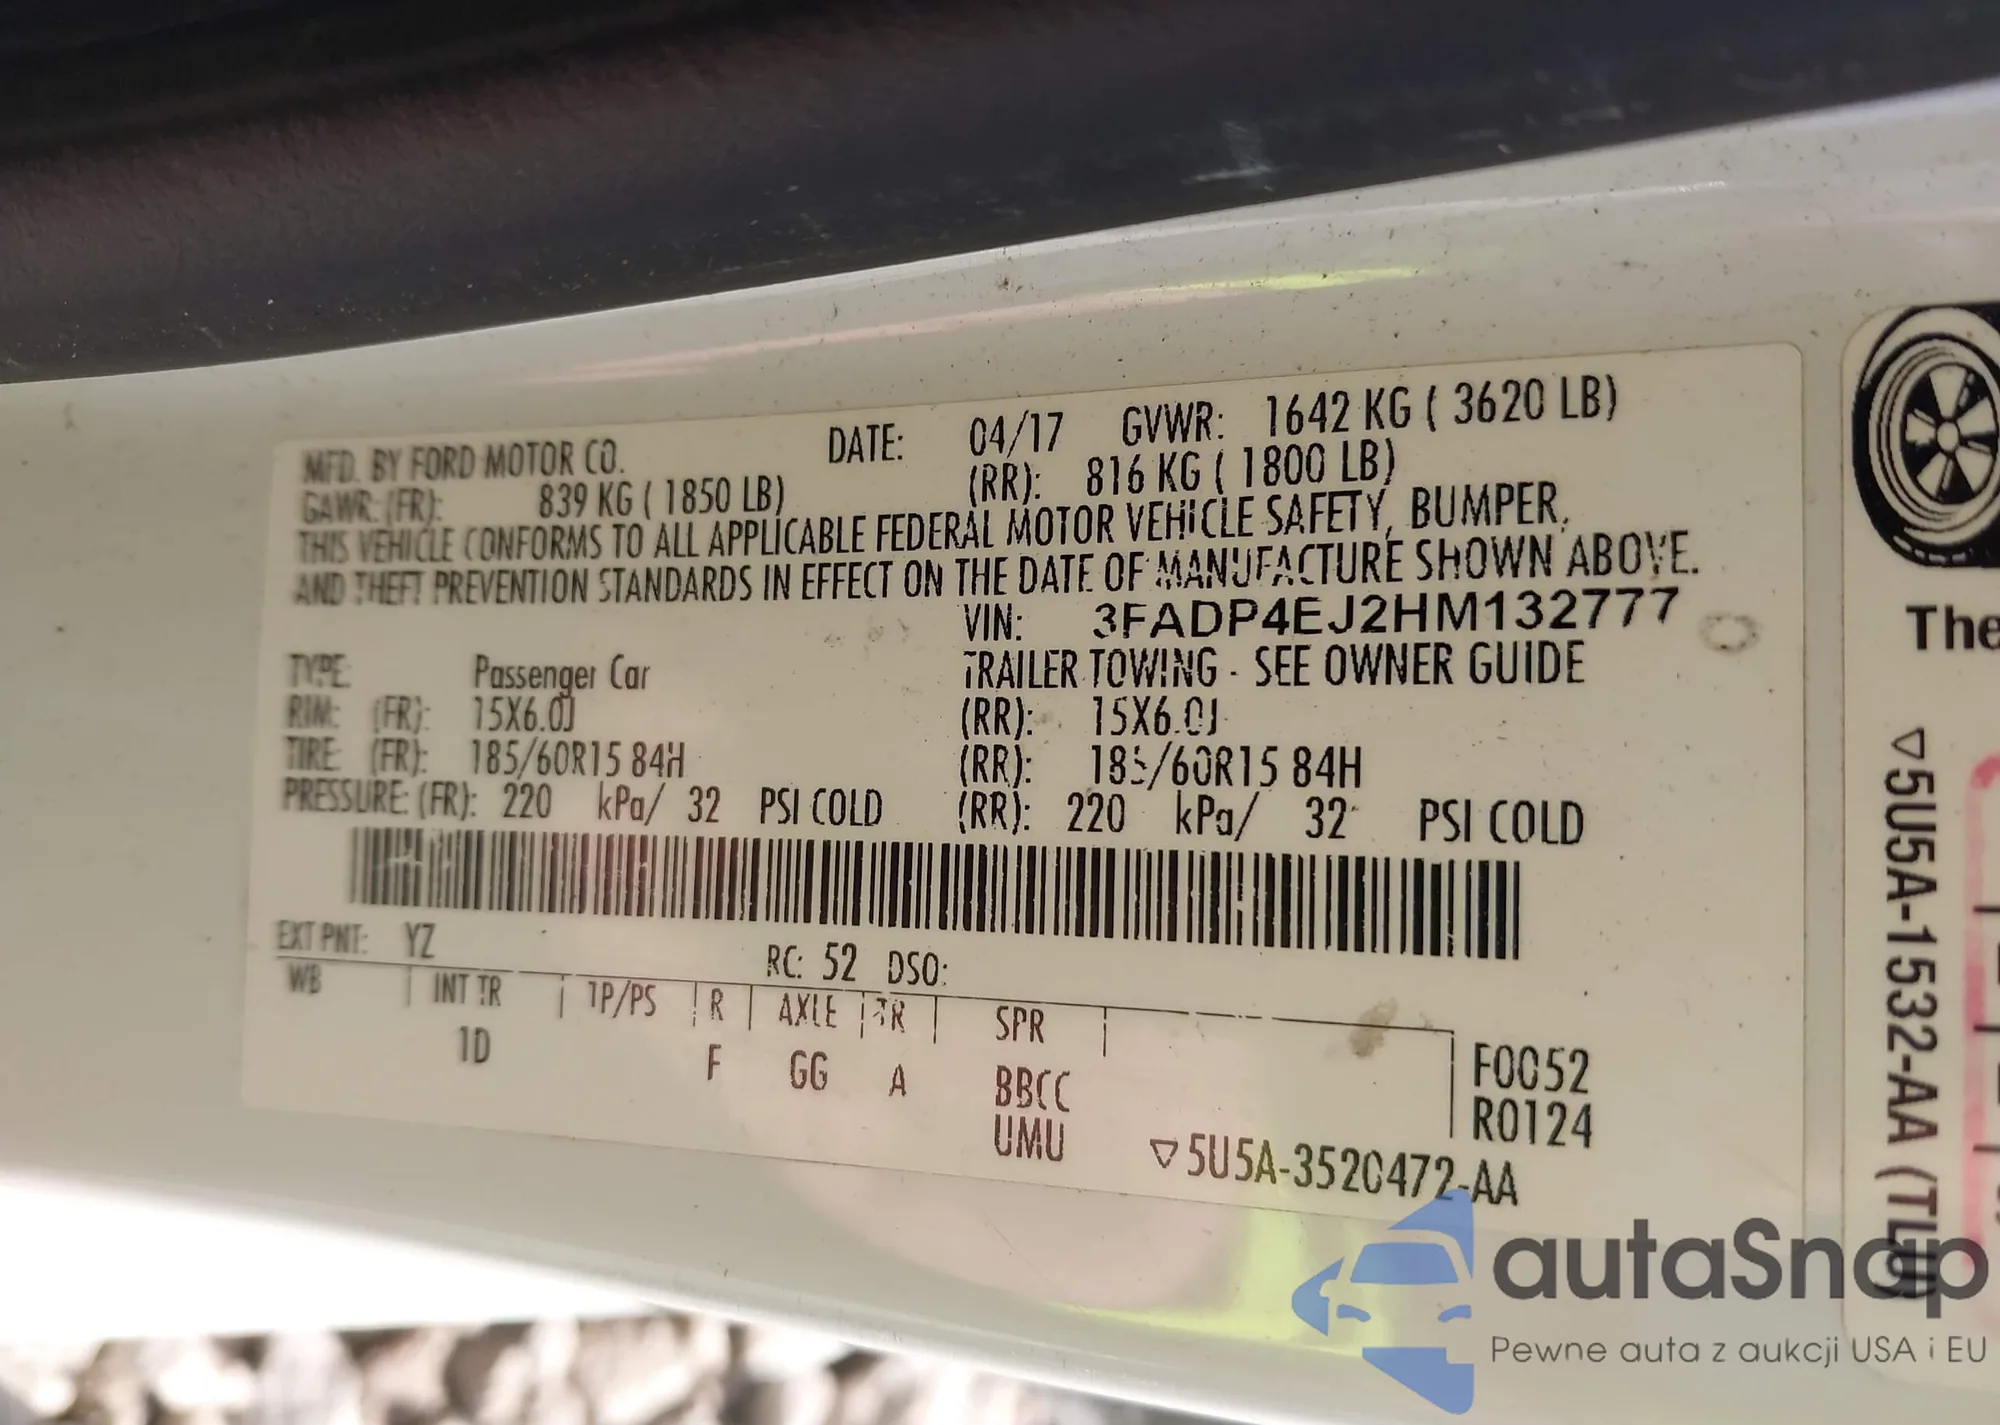 MFD. BY FORD MOTOR CO. DATE: 04/17 GVWR: 1642 KG ( 3620 LB)
GAWR: (FR): 839 KG ( 1850 LB) (RR): 816 KG ( 1800 LB)
THIS VEHICLE CONFORMS TO ALL APPLICABLE FEDERAL MOTOR VEHICLE SAFETY, BUMPER,
AND THEFT PREVENTION STANDARDS IN EFFECT ON THE DATE OF MANUFACTURE SHOWN ABOVE.
VIN: 3FADP4EJ2HM132777
TYPE: Passenger Car TRAILER TOWING - SEE OWNER GUIDE
RIM: (FR): 15X6.0J (RR): 15X6.0J
TIRE: (FR): 185/60R15 84H (RR): 185/60R15 84H
PRESSURE: (FR): 220 kPa/ 32 PSI COLD (RR): 220 kPa/ 32 PSI COLD
EXT PNT: YZ RC: 52 DSO:
WB INT TR TP/PS R AXLE TR SPR
1D F GG A BBCC F0052
UMU R0124
5U5A-3520472-AA
The
5U5A-1532-AA (TLU)
autaSnap
Pewne auta z aukcji USA i EU